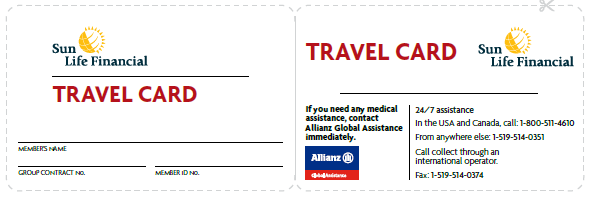 Sun
Life Financial
TRAVEL CARD
MEMBER'S NAME
GROUP CONTRACT No.
MEMBER ID No.
TRAVEL CARD
Sun
Life Financial
If you need any medical
assistance, contact
Allianz Global Assistance
immediately.
Allianz
Global Assistance
24/7 assistance
In the USA and Canada, call: 1-800-511-4610
From anywhere else: 1-519-514-0351
Call collect through an
international operator.
Fax: 1-519-514-0374